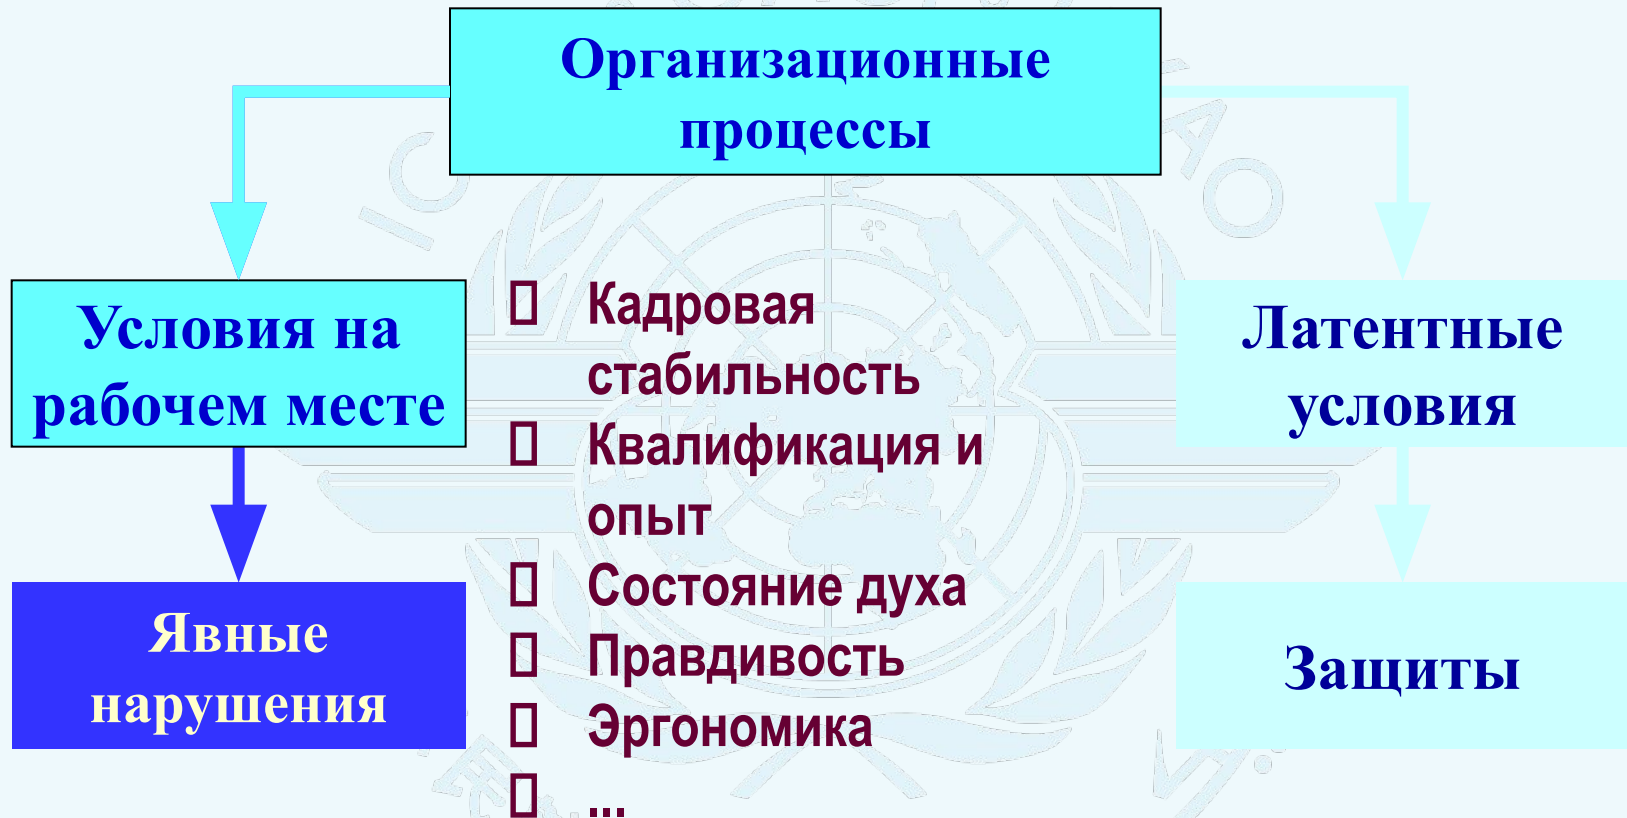 Организационные
процессы
Условия на
рабочем месте
Явные
нарушения
Кадровая
стабильность
Квалификация и
опыт
Состояние духа
Правдивость
Эргономика
...
Латентные
условия
Защиты